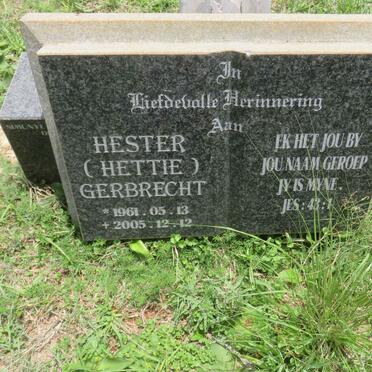 In
Liefdevolle Herinnering
Aan
HESTER
( HETTIE )
GERBRECHT
* 1961 . 05 . 13
+ 2005 . 12 . 12
EK HET JOU BY
JOU NAAM GEROEP
JY IS MYNE .
JES : 43 : 1